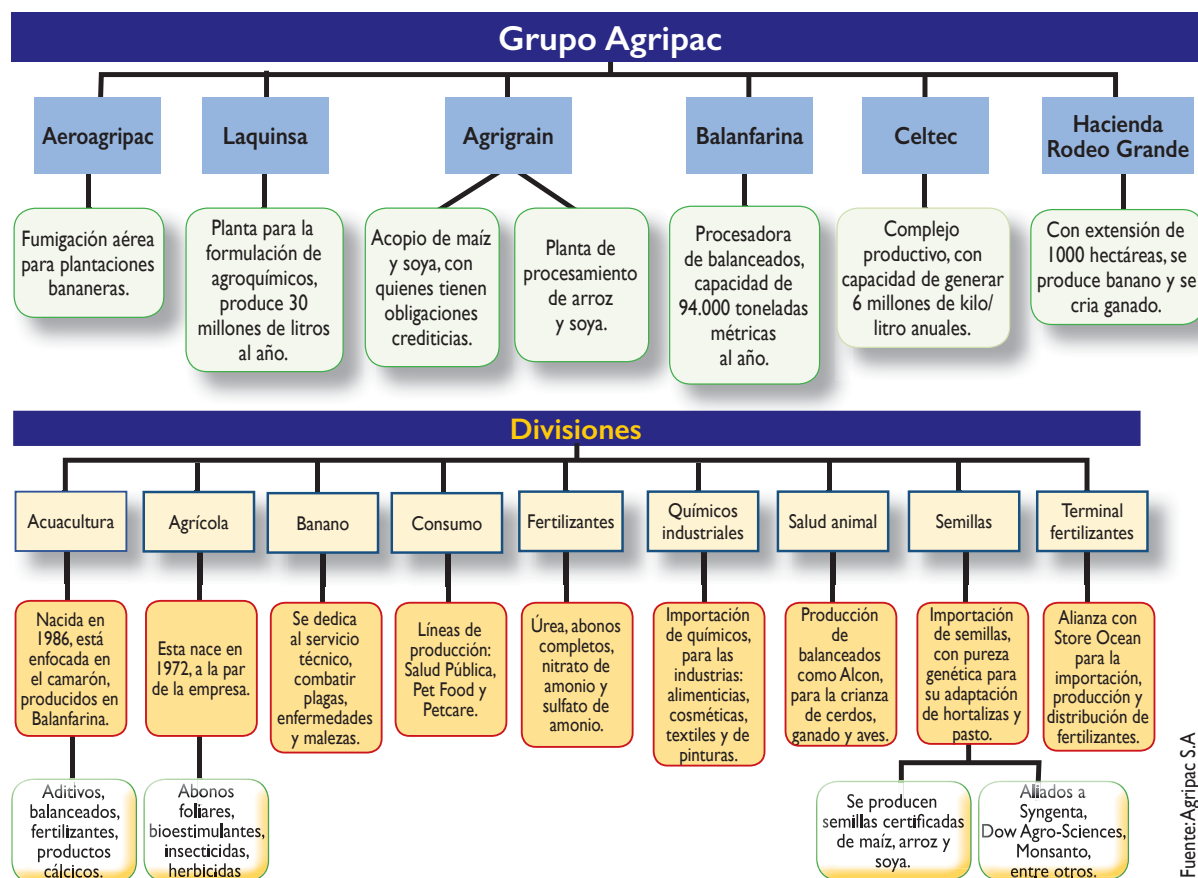 Grupo Agripac
Aeroagripac
Laquinsa
Agrigrain
Balanfarina
Celtec
Hacienda
Rodeo Grande
Fumigación aérea
para plantaciones
bananeras.
Planta para la
formulación de
agroquímicos,
produce 30
millones de litros
al año.
Acopio de maíz
y soya, con
quienes tienen
obligaciones
crediticias.
Planta de
procesamiento
de arroz
y soya.
Procesadora
de balanceados,
capacidad de
94.000 toneladas
métricas
al año.
Complejo
productivo, con
capacidad de generar
6 millones de kilo/
litro anuales.
Con extensión de
1000 hectáreas, se
produce banano y se
cria ganado.
Divisiones
Acuacultura
Agrícola
Banano
Consumo
Fertilizantes
Químicos
industriales
Salud animal
Semillas
Terminal
fertilizantes
Nacida en
1986, está
enfocada en
el camarón,
producidos en
Balanfarina.
Esta nace en
1972, a la par
de la empresa.
Se dedica
al servicio
técnico,
combatir
plagas,
enfermedades
y malezas.
Líneas de
producción:
Salud Pública,
Pet Food y
Petcare.
Úrea, abonos
completos,
nitrato de
amonio y
sulfato de
amonio.
Importación
de químicos,
para las
industrias:
alimenticias,
cosméticas,
textiles y de
pinturas.
Producción
de
balanceados
como Alcon,
para la crianza
de cerdos,
ganado y aves.
Importación
de semillas,
con pureza
genética para
su adaptación
de hortalizas y
pasto.
Alianza con
Store Ocean
para la
importación,
producción y
distribución de
fertilizantes.
Aditivos,
balanceados,
fertilizantes,
productos
cálcicos.
Abonos
foliares,
bioestimulantes,
insecticidas,
herbicidas
Se producen
semillas certificadas
de maíz, arroz y
soya.
Aliados a
Syngenta,
Dow Agro-Sciences,
Monsanto,
entre otros.
Fuente: Agripac S.A